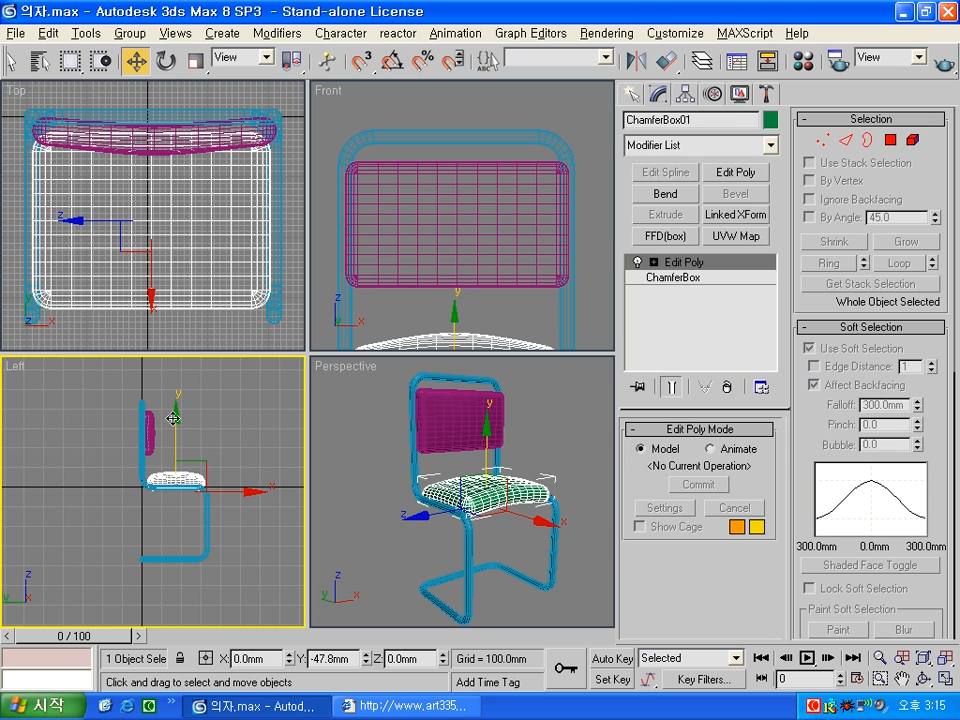 의자.max - Autodesk 3ds Max 8 SP3 - Stand-alone License
File Edit Tools Group Views Create Modifiers Character reactor Animation Graph Editors Rendering Customize MAXScript Help
View
3
%
ABC
View
Top
Front
Left
Perspective
z
x
z
x
y
z
x
y
x
z
y
x
y
z
x
z
y
x
ChamferBox01
Modifier List
Edit Spline Edit Poly
Bend Bevel
Extrude Linked XForm
FFD(box) UVW Map
Edit Poly
ChamferBox
- Edit Poly Mode
Model Animate
<No Current Operation>
Commit
Settings Cancel
Show Cage
- Selection
Use Stack Selection
By Vertex
Ignore Backfacing
By Angle: 45.0
Shrink Grow
Ring Loop
Get Stack Selection
Whole Object Selected
- Soft Selection
Use Soft Selection
Edge Distance: 1
Affect Backfacing
Falloff: 300.0mm
Pinch: 0.0
Bubble: 0.0
300.0mm 0.0mm 300.0mm
Shaded Face Toggle
Lock Soft Selection
Paint Soft Selection
Paint Blur
< 0 / 100 >
1 Object Sele X: 0.0mm Y: -47.8mm Z: 0.0mm Grid = 100.0mm Auto Key Selected
Click and drag to select and move objects Add Time Tag Set Key Key Filters... 0
시작 의자.max - Autod... http://www.art335... 오후 3:15